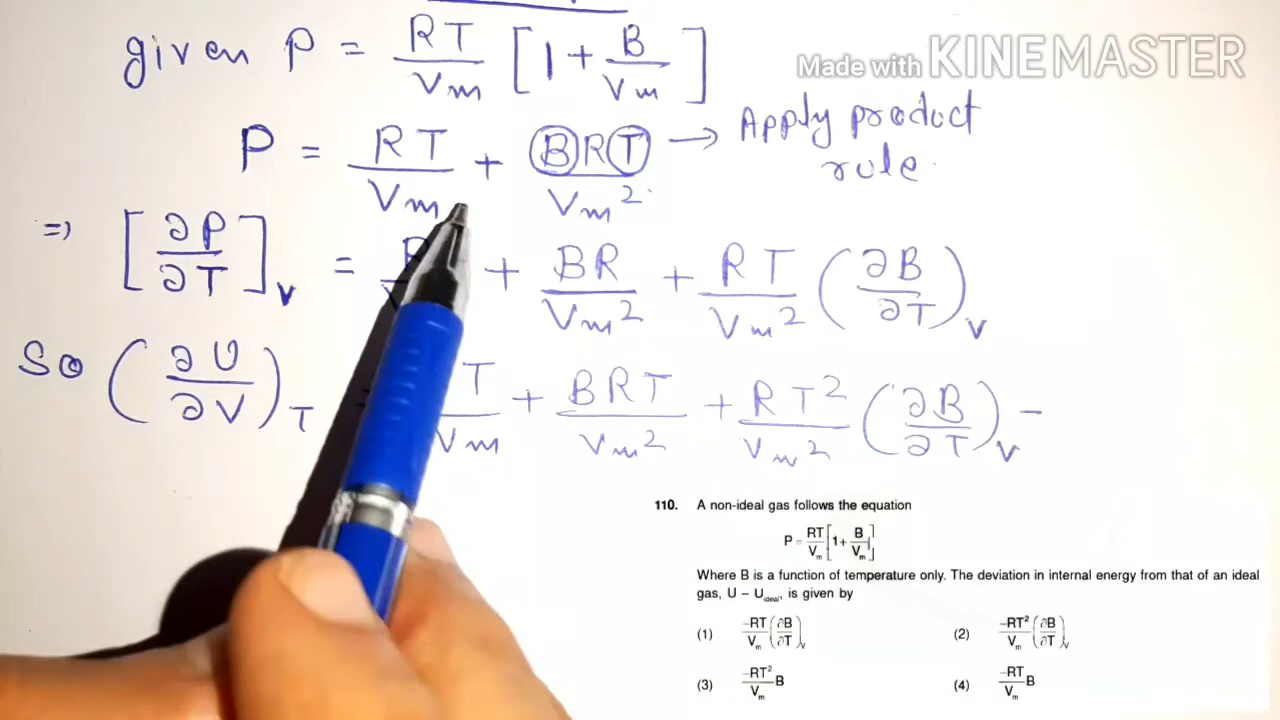 given P = RT/Vm [1 + B/Vm]
Made with KINEMASTER
P = RT/Vm + BRT/Vm² → Apply product rule.
⇒ [∂P/∂T]V = R + BR/Vm² + RT/Vm² (∂B/∂T)V
So (∂U/∂V)T T/Vm + BRT/Vm² + RT²/Vm² (∂B/∂T)V −
110. A non-ideal gas follows the equation
P = RT/Vm [1 + B/Vm]
Where B is a function of temperature only. The deviation in internal energy from that of an ideal
gas, U − Uideal, is given by
(1) −RT/Vm (∂B/∂T)V (2) −RT²/Vm (∂B/∂T)V
(3) −RT²/Vm B (4) −RT/Vm B